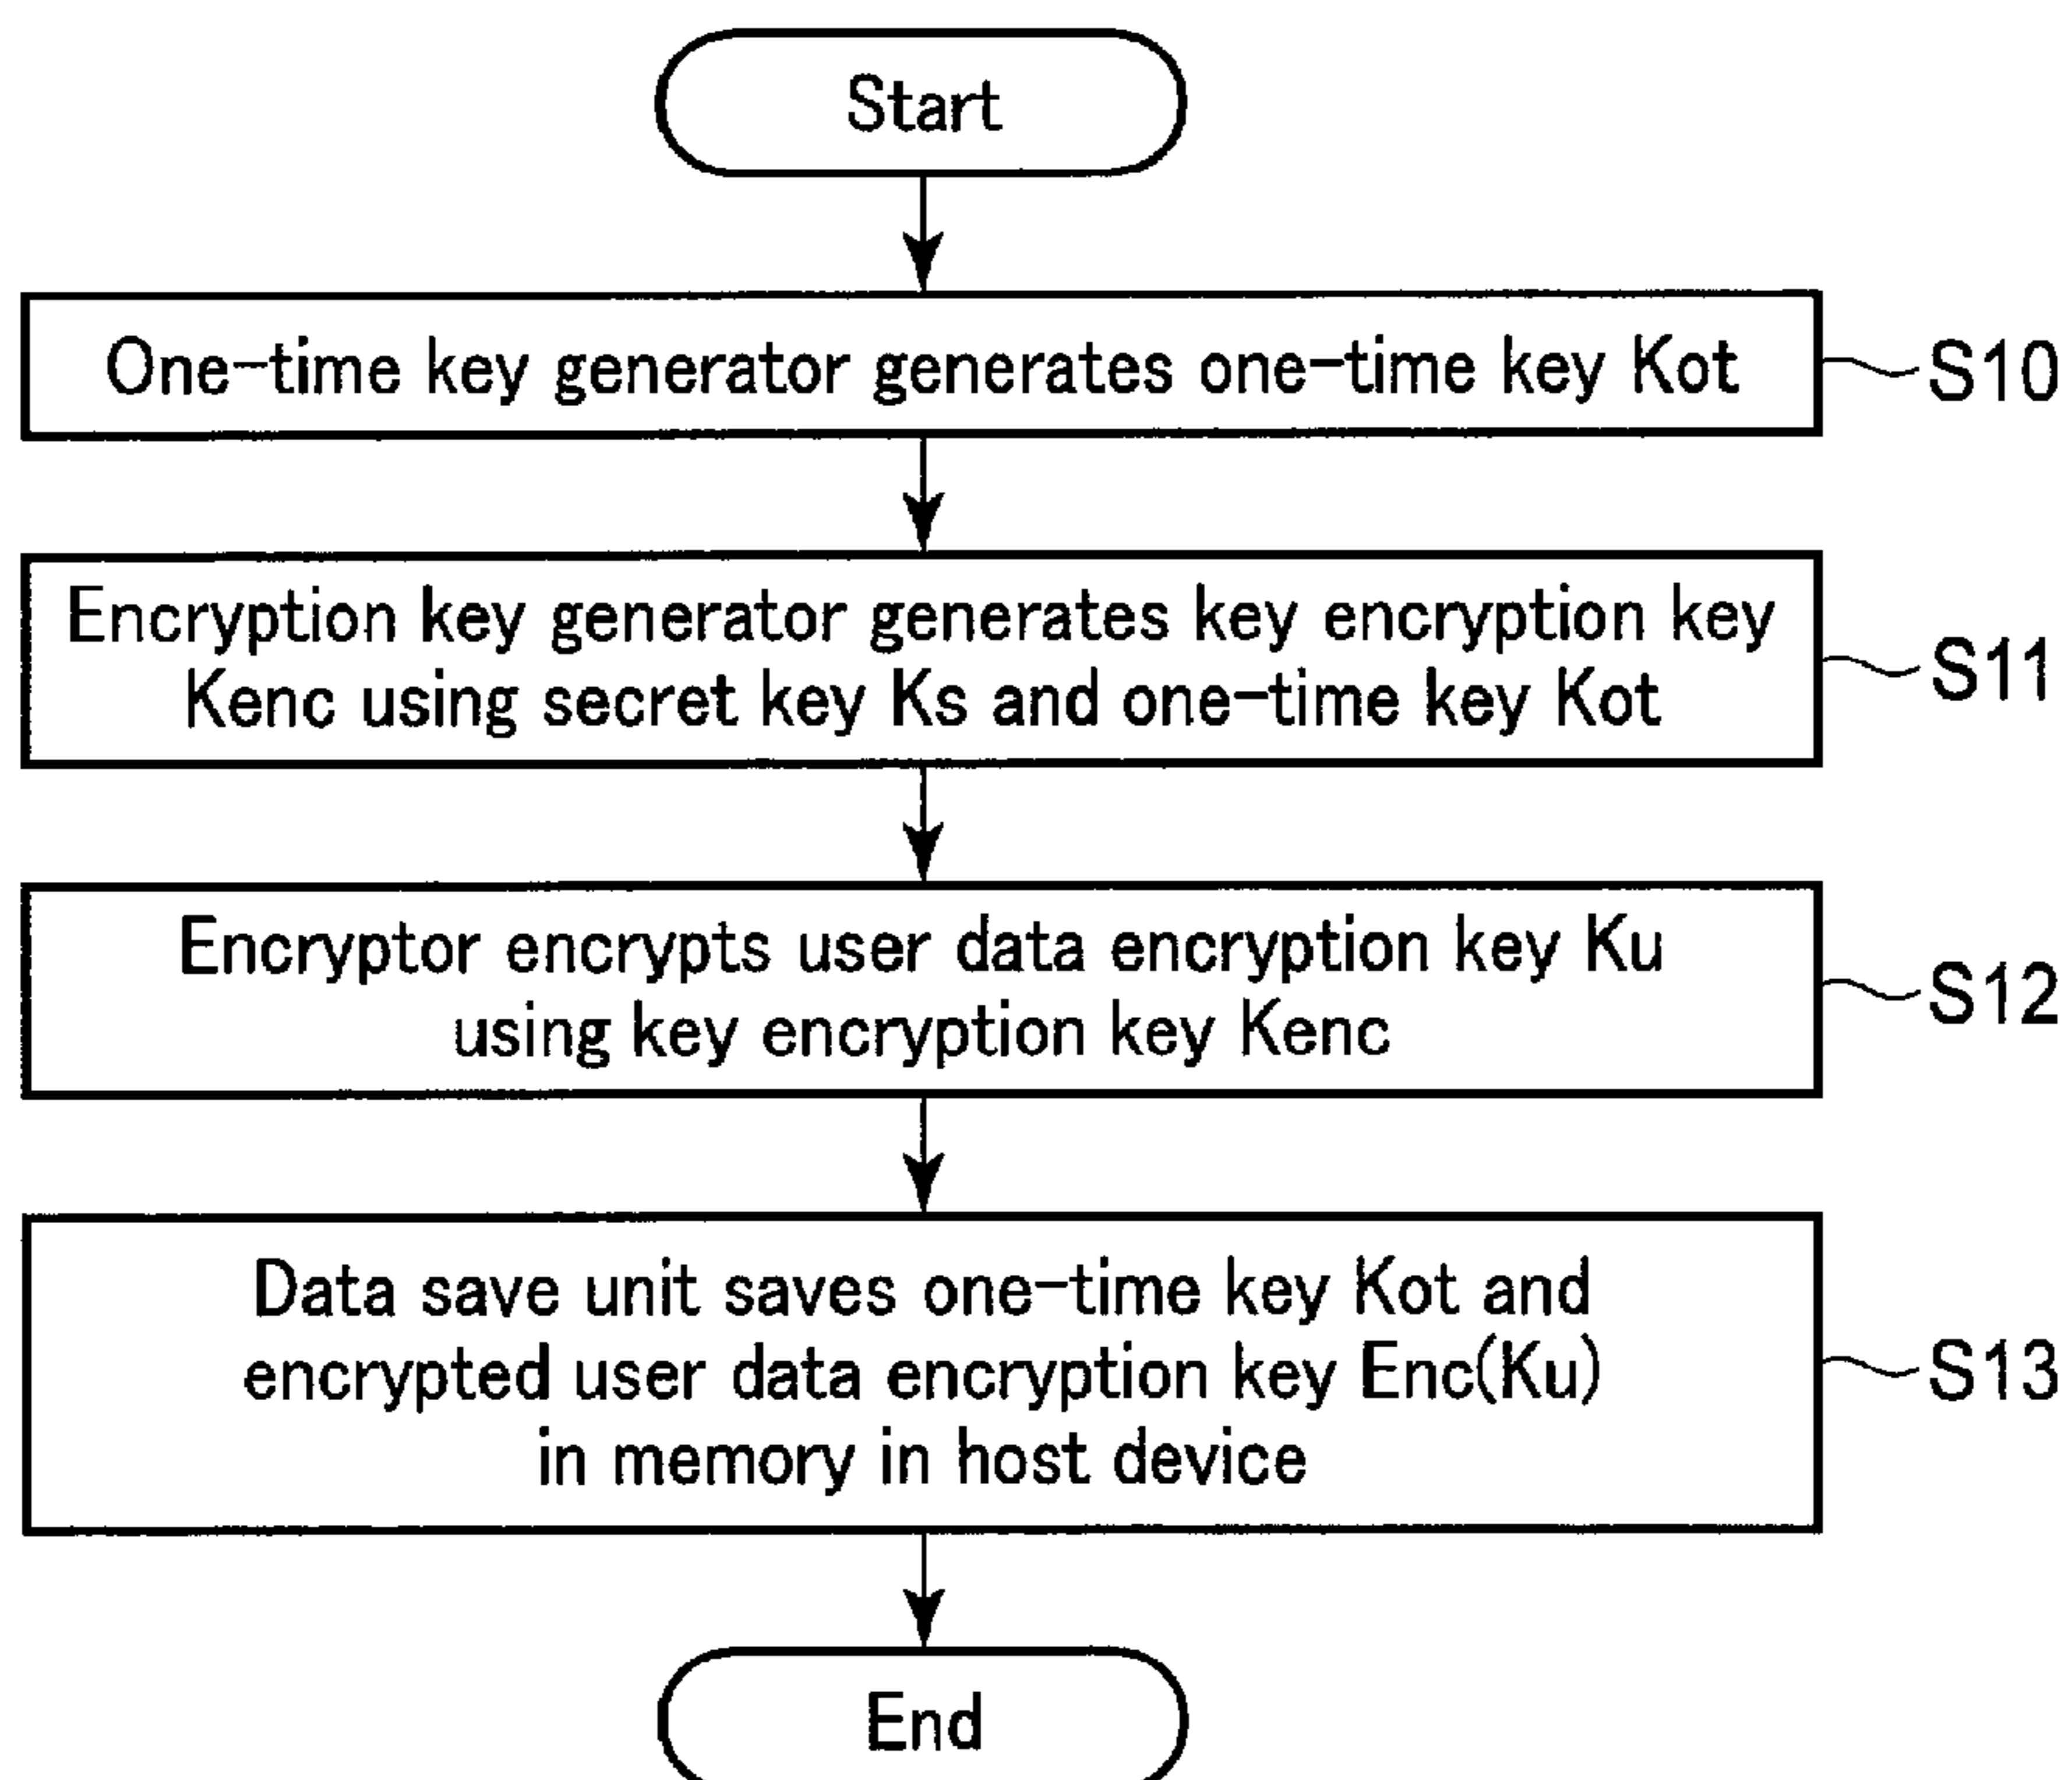 Start
One-time key generator generates one-time key Kot
S10
Encryption key generator generates key encryption key
Kenc using secret key Ks and one-time key Kot
S11
Encryptor encrypts user data encryption key Ku
using key encryption key Kenc
S12
Data save unit saves one-time key Kot and
encrypted user data encryption key Enc(Ku)
in memory in host device
S13
End